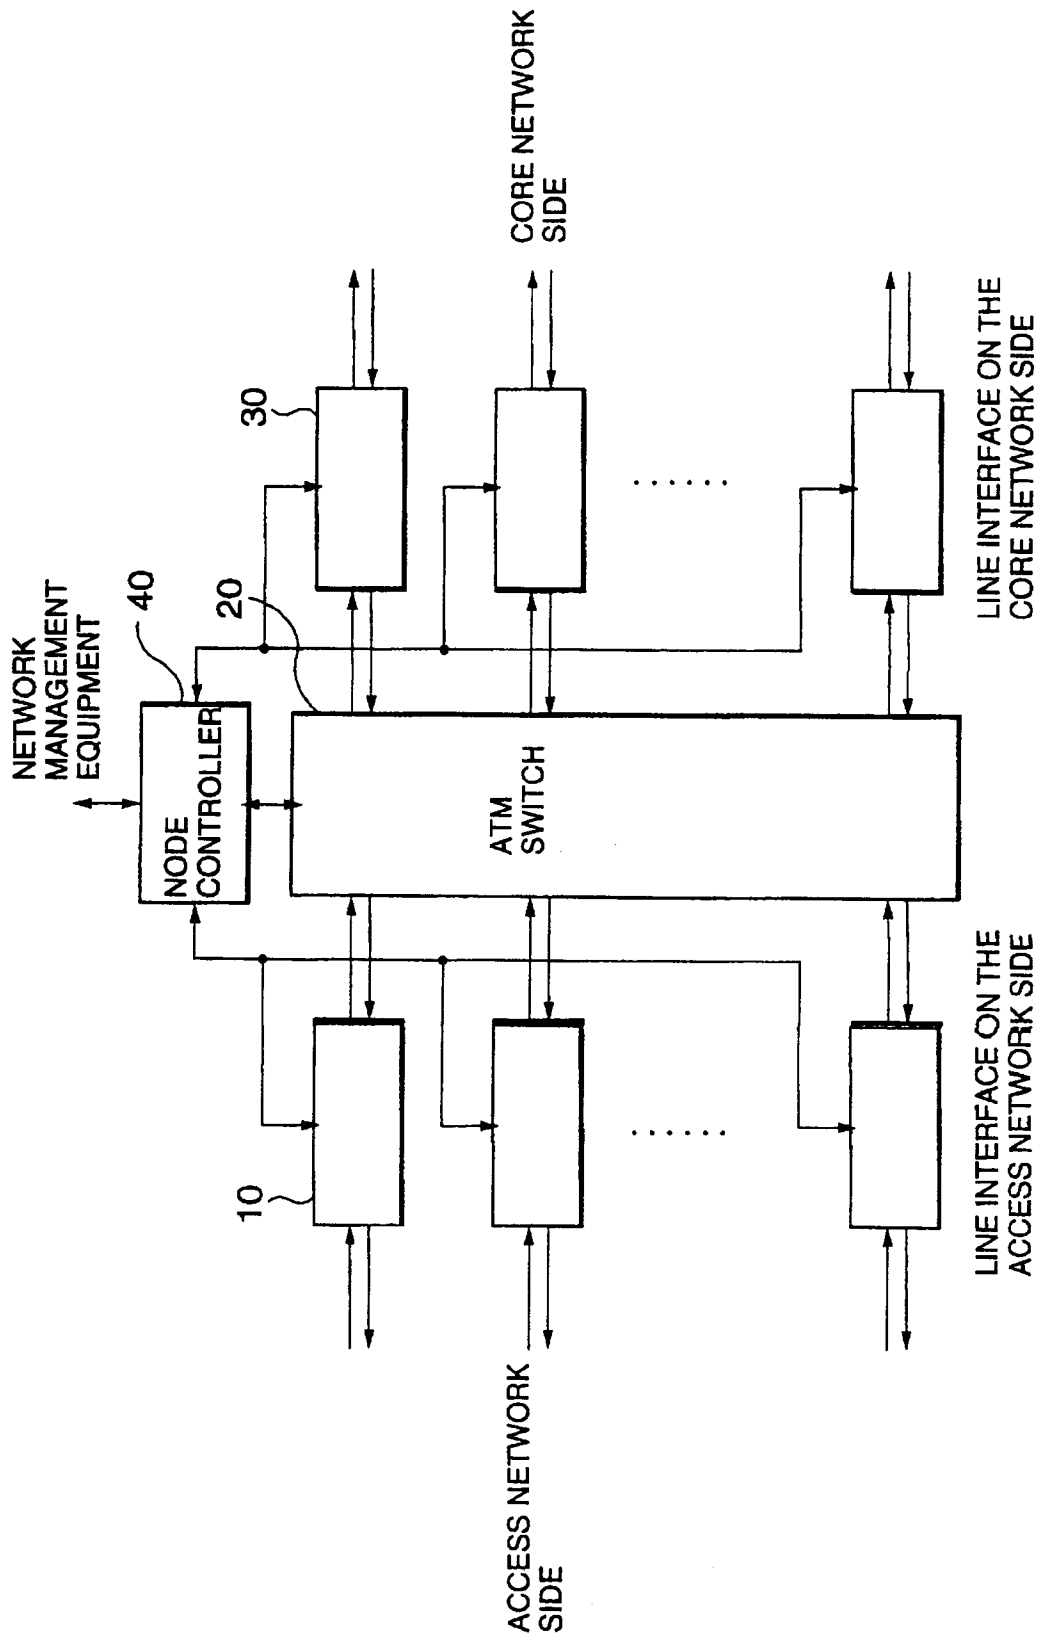 NETWORK
MANAGEMENT
EQUIPMENT
40
NODE
CONTROLLER
20
30
10
ATM
SWITCH
ACCESS NETWORK
SIDE
CORE NETWORK
SIDE
LINE INTERFACE ON THE
ACCESS NETWORK SIDE
LINE INTERFACE ON THE
CORE NETWORK SIDE